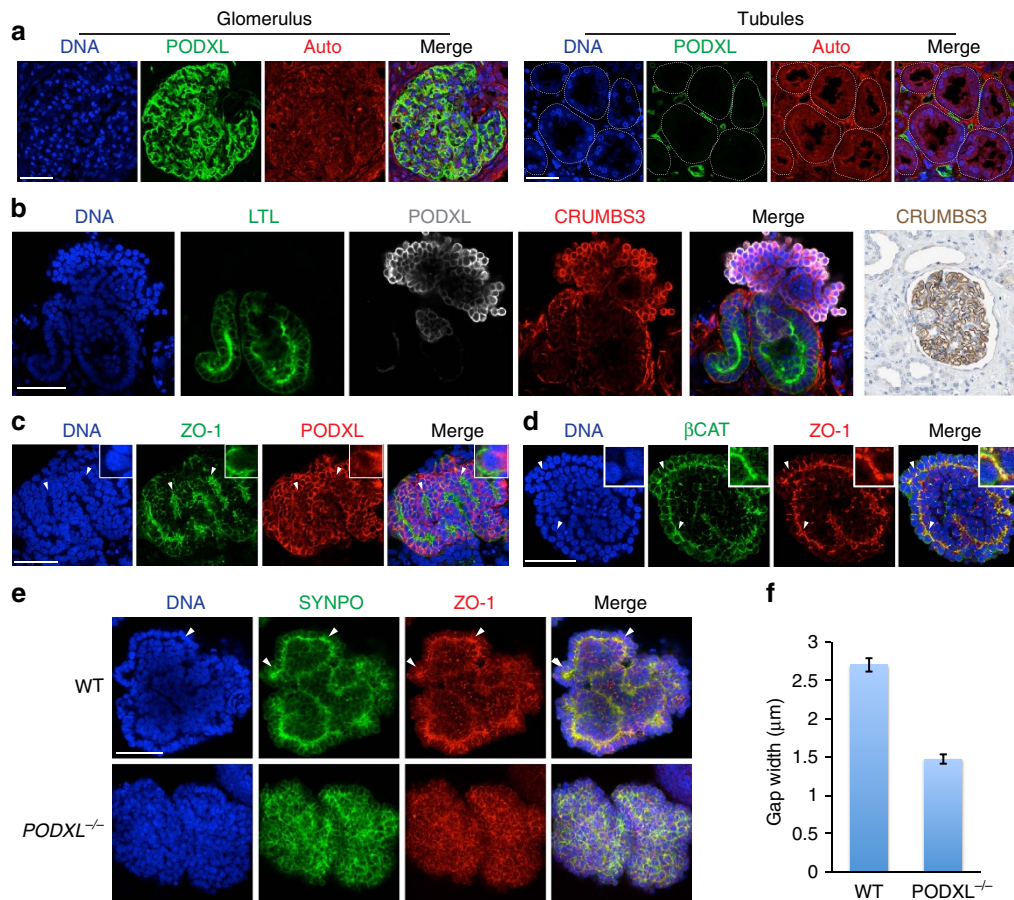 a
Glomerulus
Tubules
DNA PODXL Auto Merge
DNA PODXL Auto Merge
b
DNA LTL PODXL CRUMBS3 Merge CRUMBS3
c
DNA ZO-1 PODXL Merge
d
DNA βCAT ZO-1 Merge
e
DNA SYNPO ZO-1 Merge
WT
PODXL–/–
f
Gap width (μm)
3
2.5
2
1.5
1
0.5
0
WT PODXL–/–